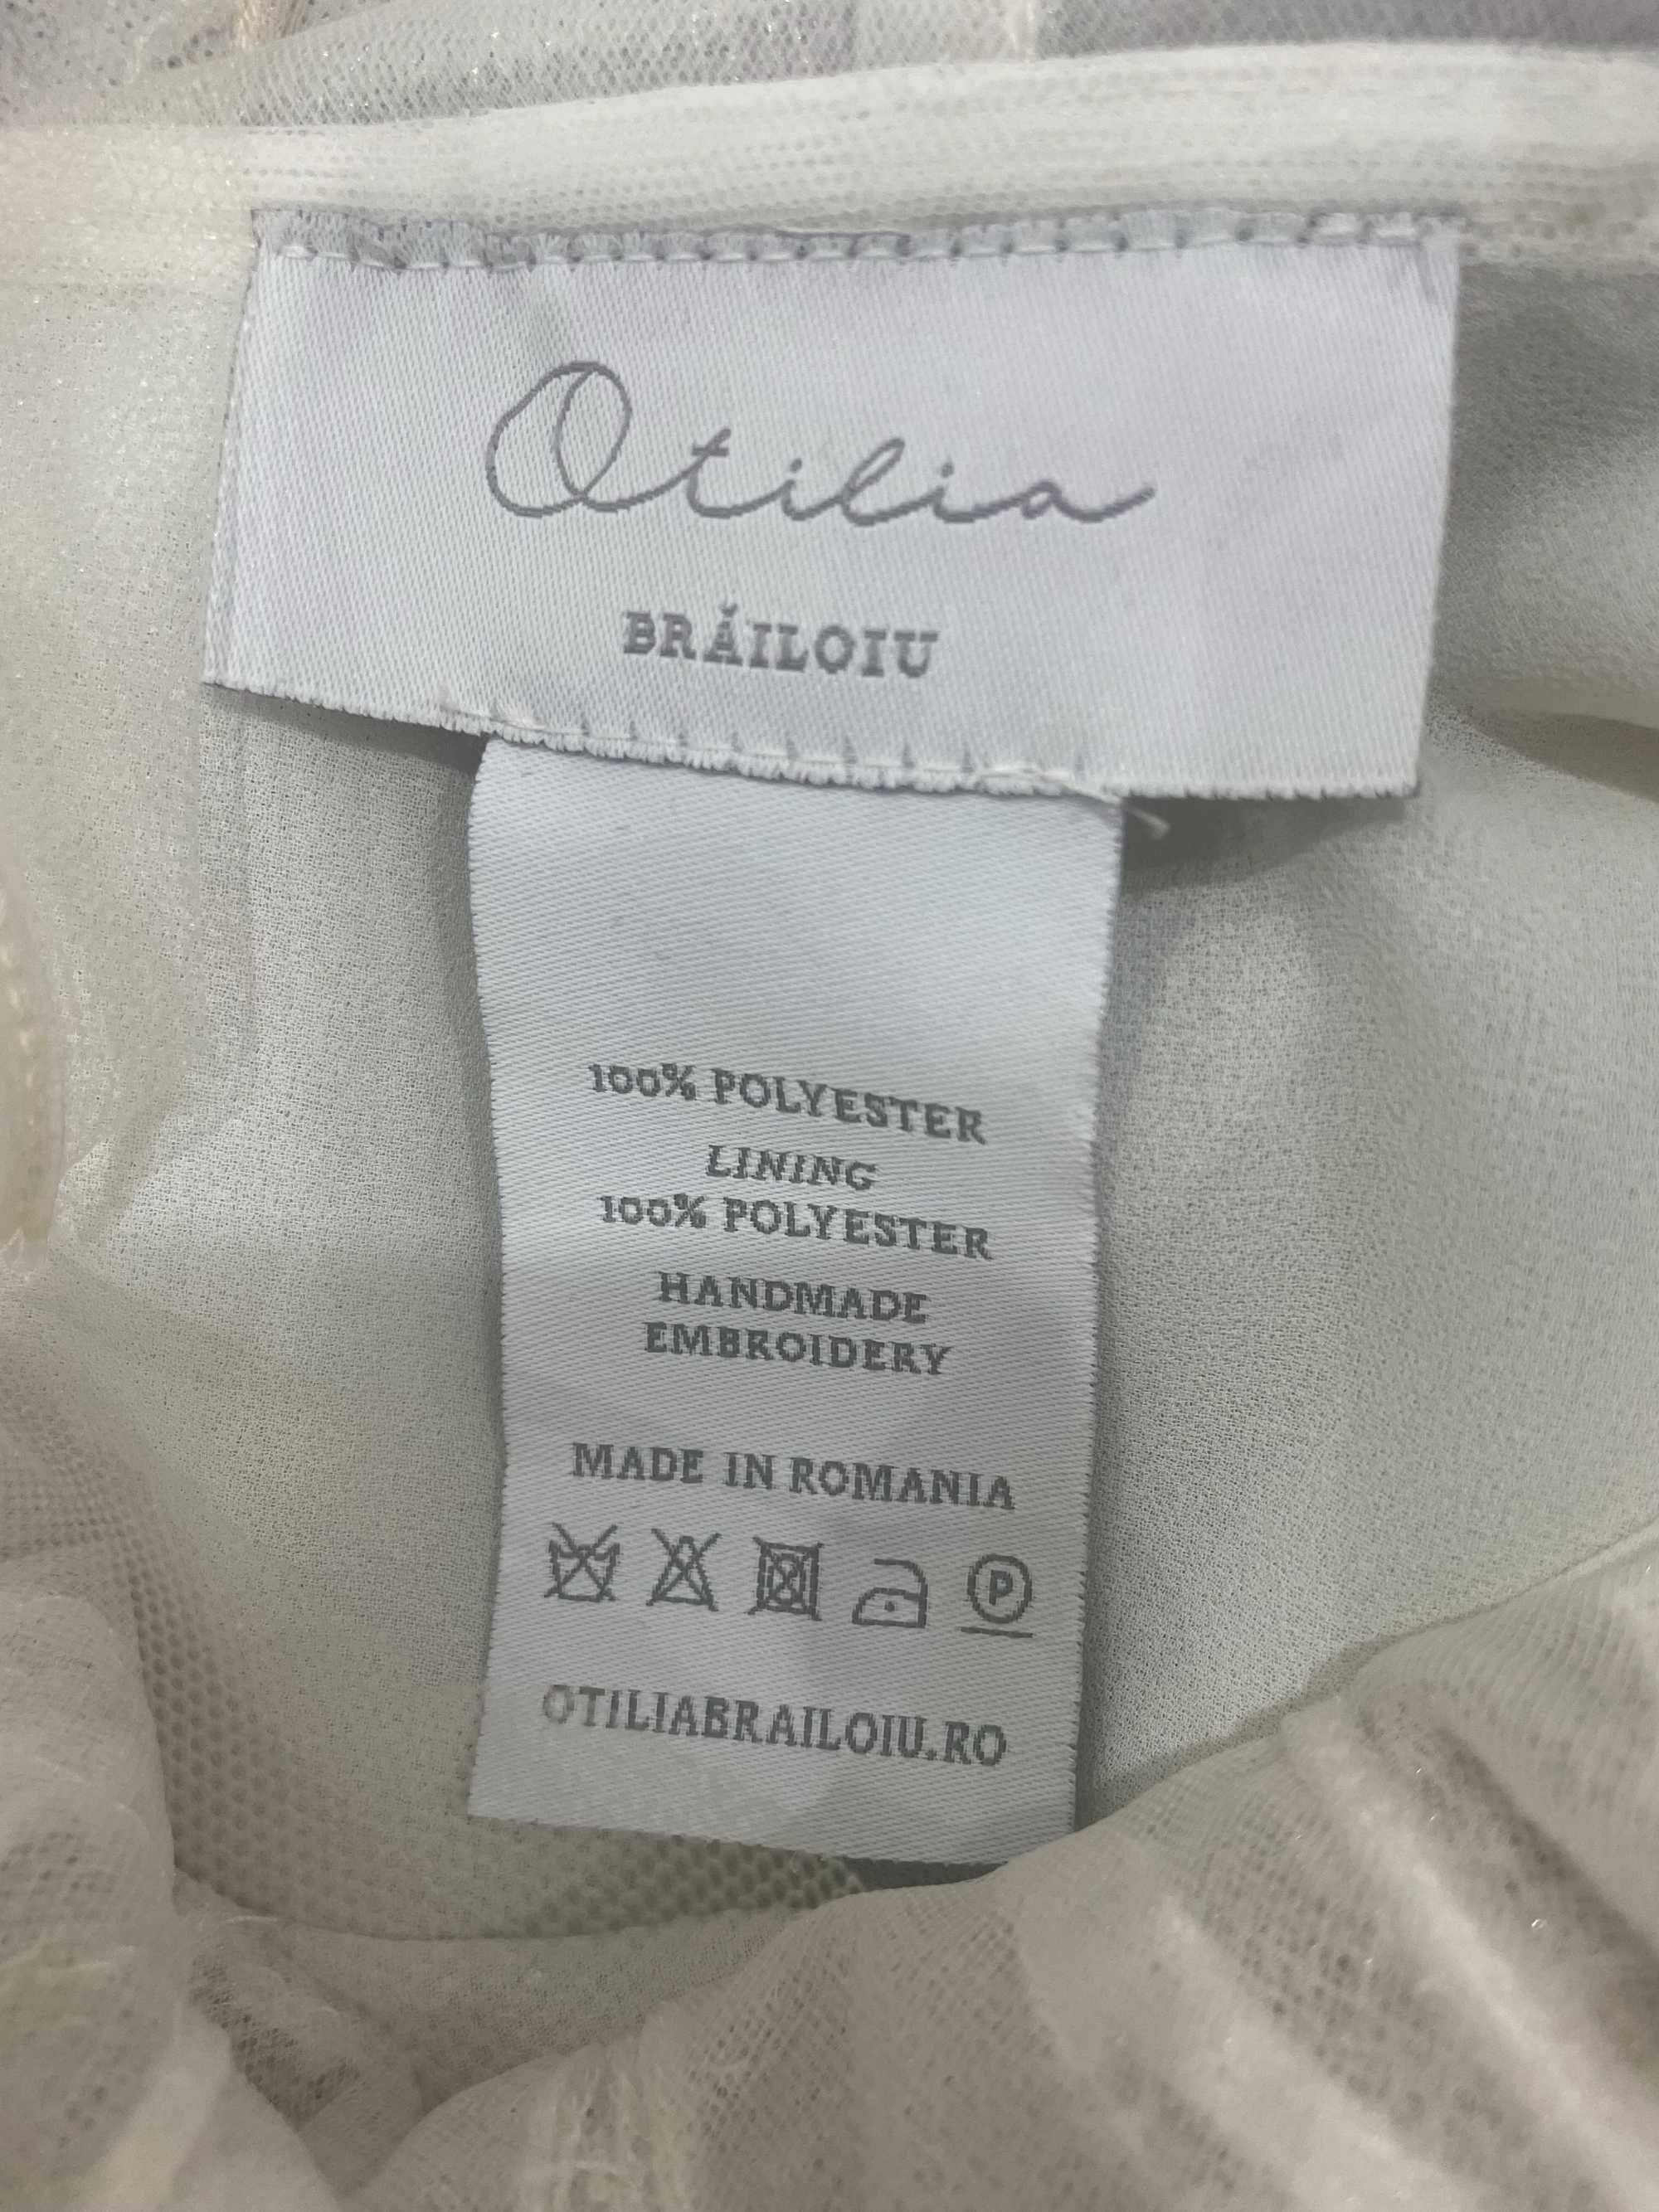 Otilia
BRĂILOIU
100% POLYESTER
LINING
100% POLYESTER
HANDMADE
EMBROIDERY
MADE IN ROMANIA
P
OTILIABRAILOIU.RO